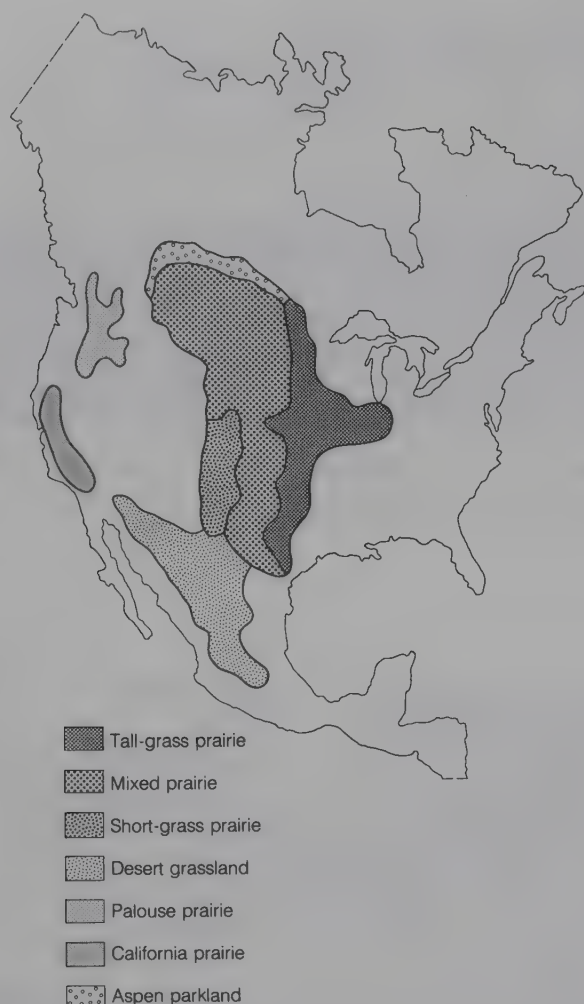 Tall-grass prairie
Mixed prairie
Short-grass prairie
Desert grassland
Palouse prairie
California prairie
Aspen parkland